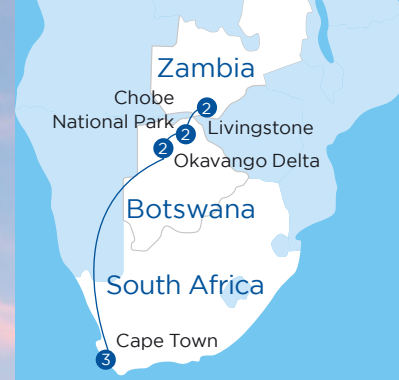 Zambia
Chobe
National Park
2
Livingstone
2
2
Okavango Delta
Botswana
South Africa
Cape Town
3